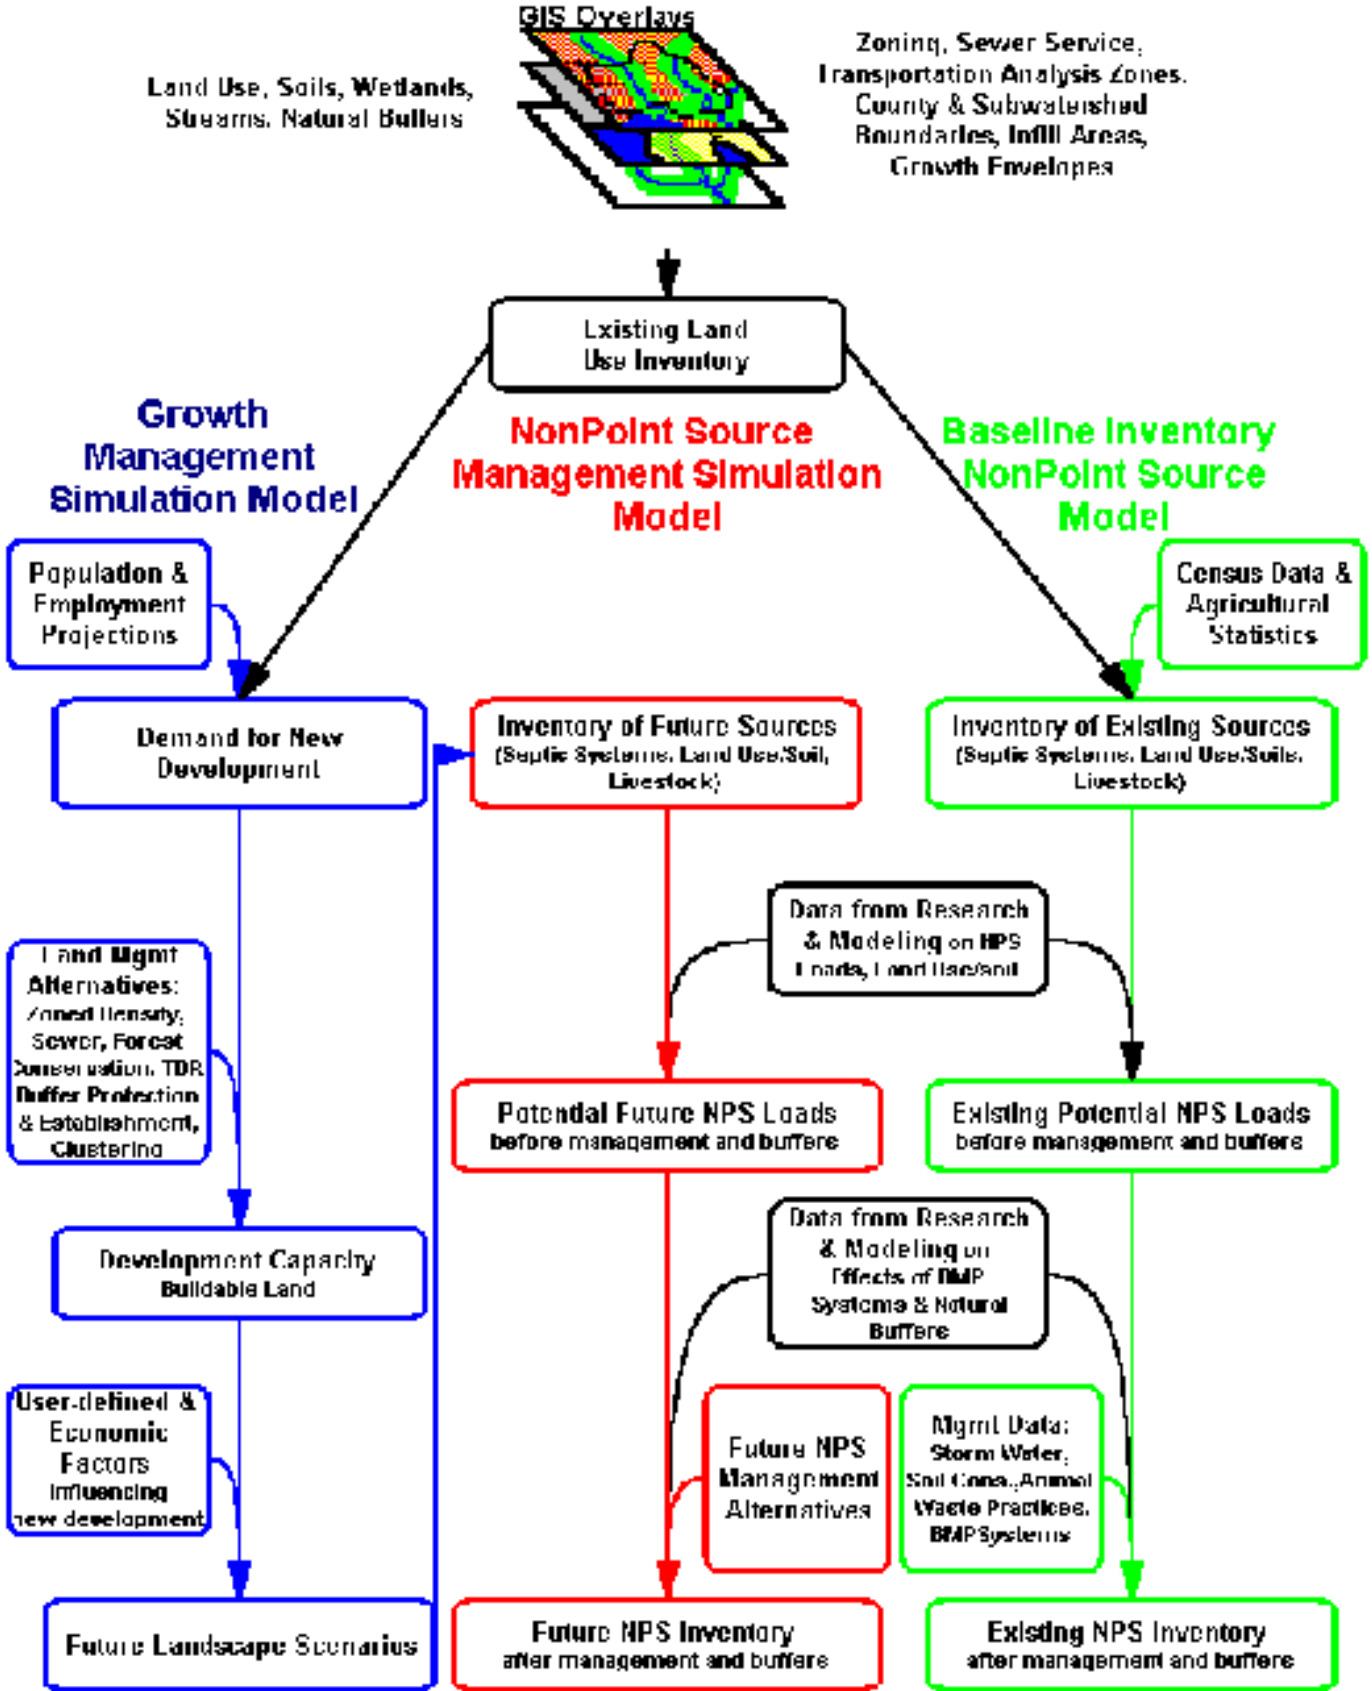 GIS Overlays
Land Use, Soils, Wetlands,
Streams, Natural Buffers
Zoning, Sewer Service,
Transportation Analysis Zones,
County & Subwatershed
Boundaries, Infill Areas,
Growth Envelopes
Existing Land
Use Inventory
Growth
Management
Simulation Model
NonPoint Source
Management Simulation
Model
Baseline Inventory
NonPoint Source
Model
Population &
Employment
Projections
Census Data &
Agricultural
Statistics
Demand for New
Development
Inventory of Future Sources
(Septic Systems, Land Use/Soil,
Livestock)
Inventory of Existing Sources
(Septic Systems, Land Use/Soils,
Livestock)
Data from Research
& Modeling on NPS
Loads, Land Use/soil
Land Mgmt
Alternatives:
Zoned Density,
Sewer, Forest
Conservation, TDR
Buffer Protection
& Establishment,
Clustering
Potential Future NPS Loads
before management and buffers
Existing Potential NPS Loads
before management and buffers
Data from Research
& Modeling on
Effects of BMP
Systems & Natural
Buffers
Development Capacity
Buildable Land
User-defined &
Economic
Factors
influencing
new development
Future NPS
Management
Alternatives
Mgmt Data:
Storm Water,
Soil Cons., Animal
Waste Practices,
BMP Systems
Future Landscape Scenarios
Future NPS Inventory
after management and buffers
Existing NPS Inventory
after management and buffers